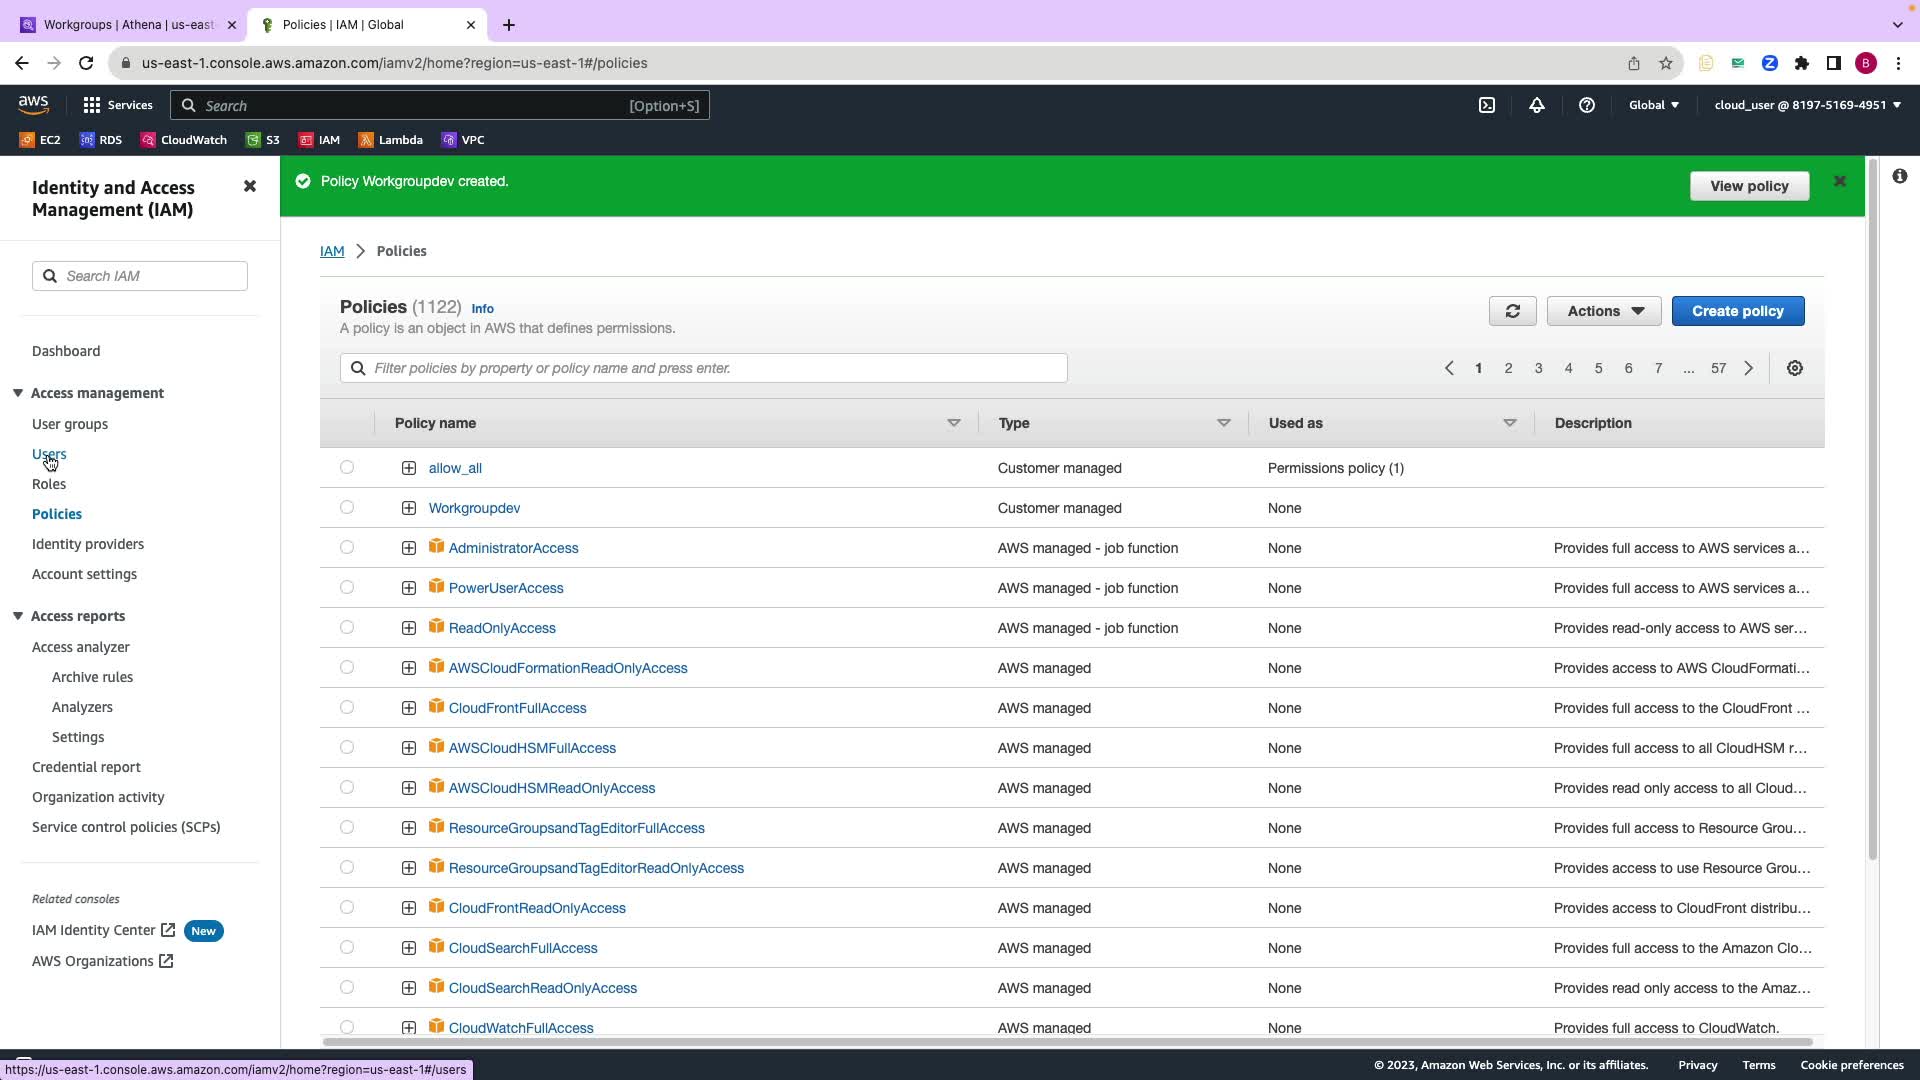 Workgroups | Athena | us-east-
Policies | IAM | Global
us-east-1.console.aws.amazon.com/iamv2/home?region=us-east-1#/policies
B
aws
Services
Search
[Option+S]
Global
cloud_user @ 8197-5169-4951
EC2
RDS
CloudWatch
S3
IAM
Lambda
VPC
Identity and Access
Management (IAM)
Search IAM
Dashboard
Access management
User groups
Users
Roles
Policies
Identity providers
Account settings
Access reports
Access analyzer
Archive rules
Analyzers
Settings
Credential report
Organization activity
Service control policies (SCPs)
Related consoles
IAM Identity Center
New
AWS Organizations
Policy Workgroupdev created.
View policy
IAM > Policies
Policies (1122) Info
A policy is an object in AWS that defines permissions.
Actions
Create policy
Filter policies by property or policy name and press enter.
1 2 3 4 5 6 7 ... 57
Policy name Type Used as Description
allow_all Customer managed Permissions policy (1)
Workgroupdev Customer managed None
AdministratorAccess AWS managed - job function None Provides full access to AWS services a...
PowerUserAccess AWS managed - job function None Provides full access to AWS services a...
ReadOnlyAccess AWS managed - job function None Provides read-only access to AWS ser...
AWSCloudFormationReadOnlyAccess AWS managed None Provides access to AWS CloudFormati...
CloudFrontFullAccess AWS managed None Provides full access to the CloudFront ...
AWSCloudHSMFullAccess AWS managed None Provides full access to all CloudHSM r...
AWSCloudHSMReadOnlyAccess AWS managed None Provides read only access to all Cloud...
ResourceGroupsandTagEditorFullAccess AWS managed None Provides full access to Resource Grou...
ResourceGroupsandTagEditorReadOnlyAccess AWS managed None Provides access to use Resource Grou...
CloudFrontReadOnlyAccess AWS managed None Provides access to CloudFront distribu...
CloudSearchFullAccess AWS managed None Provides full access to the Amazon Clo...
CloudSearchReadOnlyAccess AWS managed None Provides read only access to the Amaz...
CloudWatchFullAccess AWS managed None Provides full access to CloudWatch.
https://us-east-1.console.aws.amazon.com/iamv2/home?region=us-east-1#/users
© 2023, Amazon Web Services, Inc. or its affiliates. Privacy Terms Cookie preferences